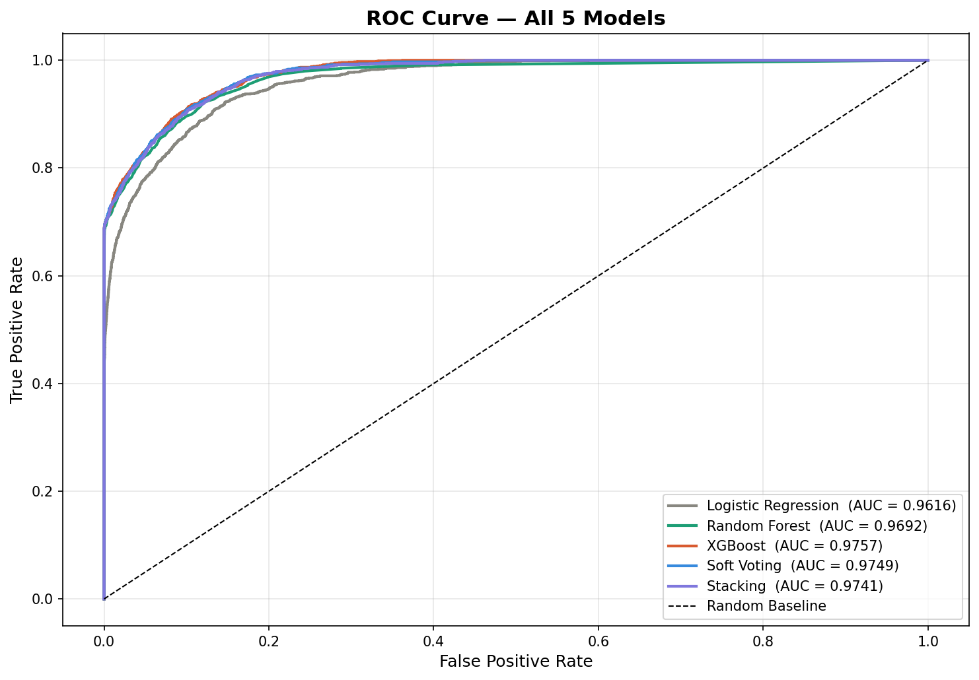 ROC Curve — All 5 Models
True Positive Rate
1.0
0.8
0.6
0.4
0.2
0.0
0.0 0.2 0.4 0.6 0.8 1.0
False Positive Rate
Logistic Regression (AUC = 0.9616)
Random Forest (AUC = 0.9692)
XGBoost (AUC = 0.9757)
Soft Voting (AUC = 0.9749)
Stacking (AUC = 0.9741)
Random Baseline